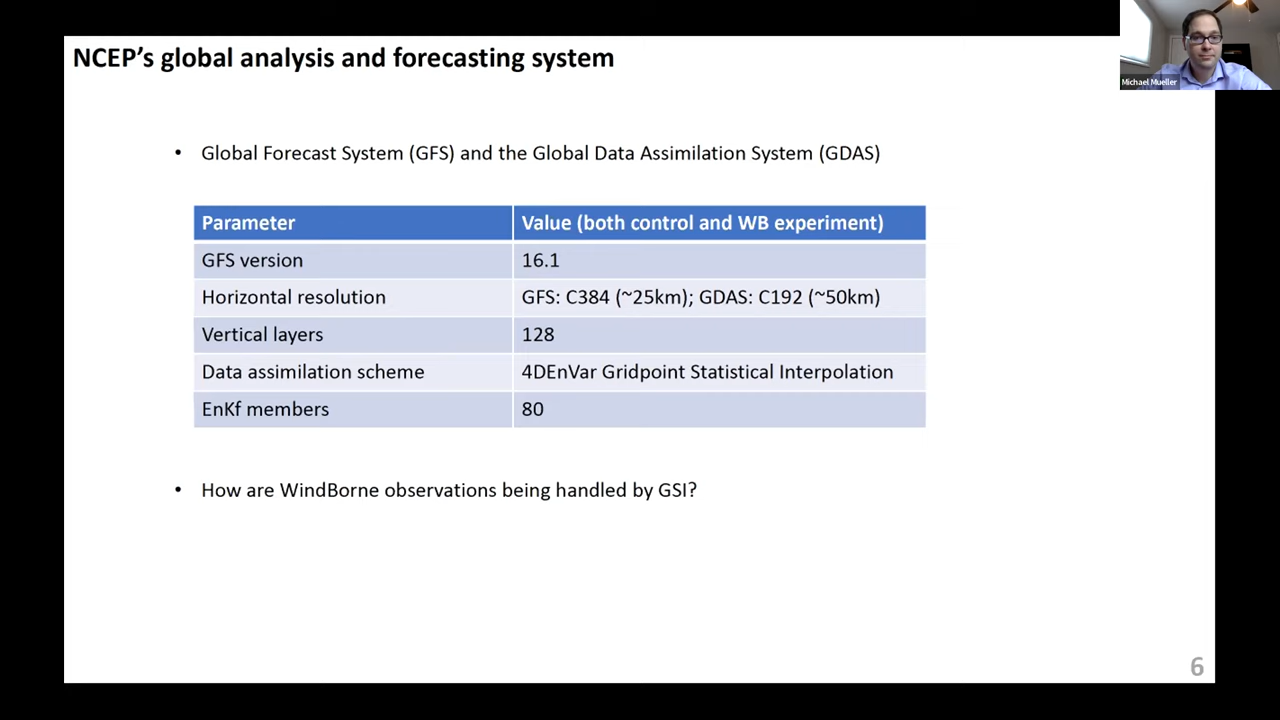 NCEP’s global analysis and forecasting system
Michael Mueller
• Global Forecast System (GFS) and the Global Data Assimilation System (GDAS)
Parameter Value (both control and WB experiment)
GFS version 16.1
Horizontal resolution GFS: C384 (~25km); GDAS: C192 (~50km)
Vertical layers 128
Data assimilation scheme 4DEnVar Gridpoint Statistical Interpolation
EnKf members 80
• How are WindBorne observations being handled by GSI?
6